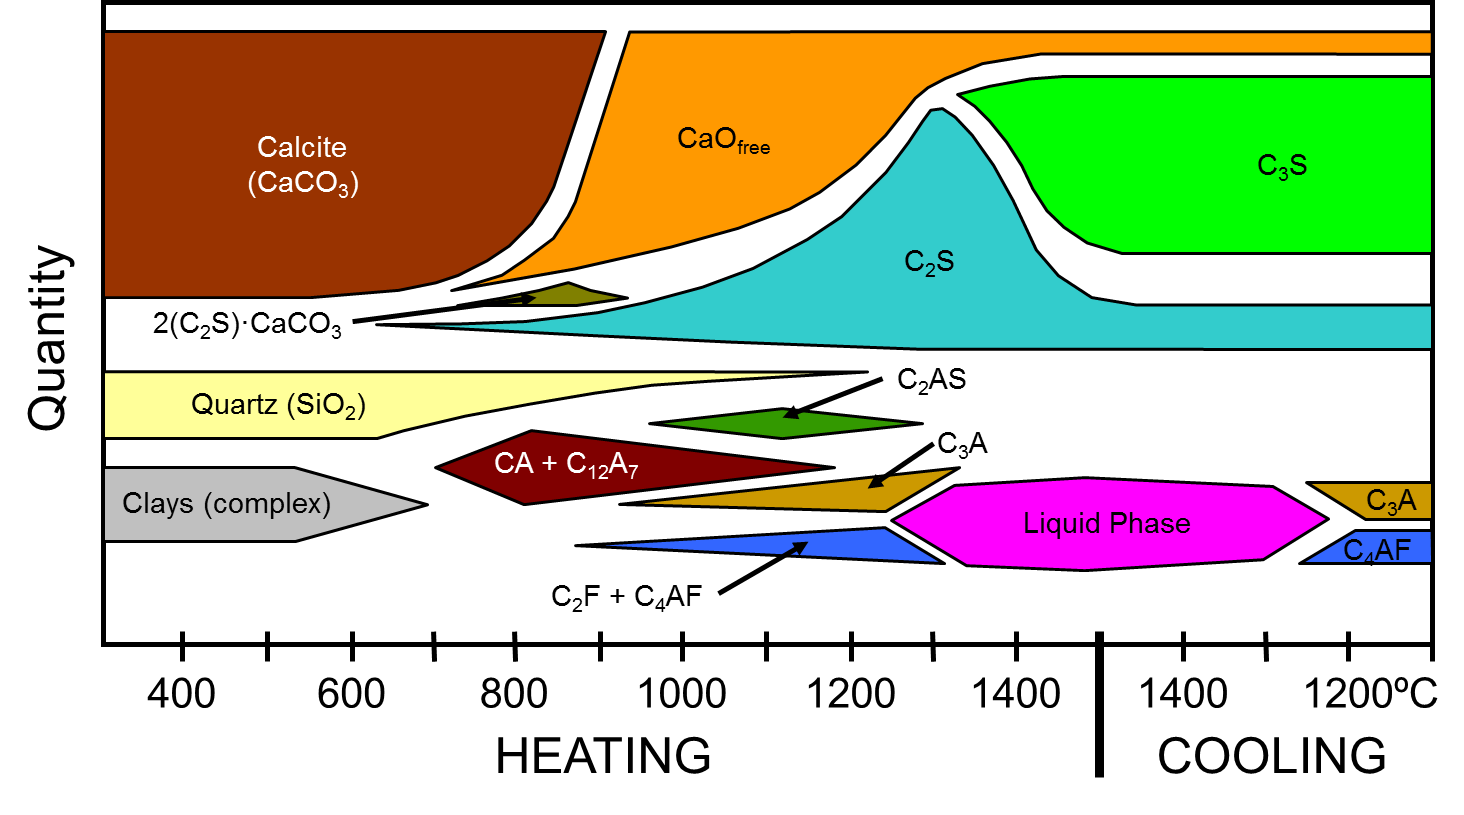 Calcite
(CaCO₃)
CaO_free
C₃S
C₂S
2(C₂S)·CaCO₃
Quartz (SiO₂)
C₂AS
C₃A
CA + C₁₂A₇
Clays (complex)
Liquid Phase
C₃A
C₄AF
C₂F + C₄AF
Quantity
400 600 800 1000 1200 1400 1400 1200ºC
HEATING COOLING